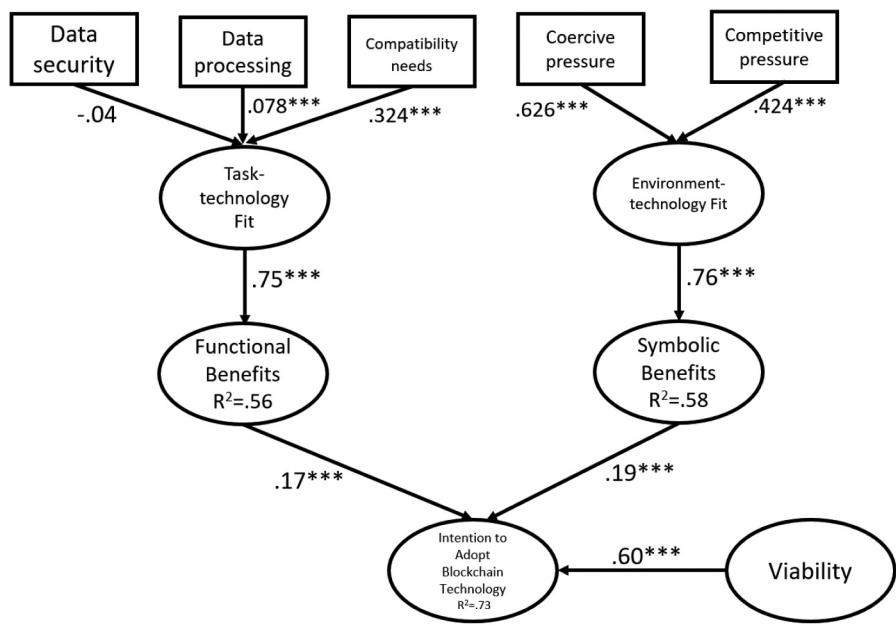 Data
security
Data
processing
Compatibility
needs
Coercive
pressure
Competitive
pressure
-.04
.078***
.324***
.626***
.424***
Task-
technology
Fit
Environment-
technology Fit
.75***
.76***
Functional
Benefits
R²=.56
Symbolic
Benefits
R²=.58
.17***
.19***
Intention to
Adopt
Blockchain
Technology
R²=.73
.60***
Viability